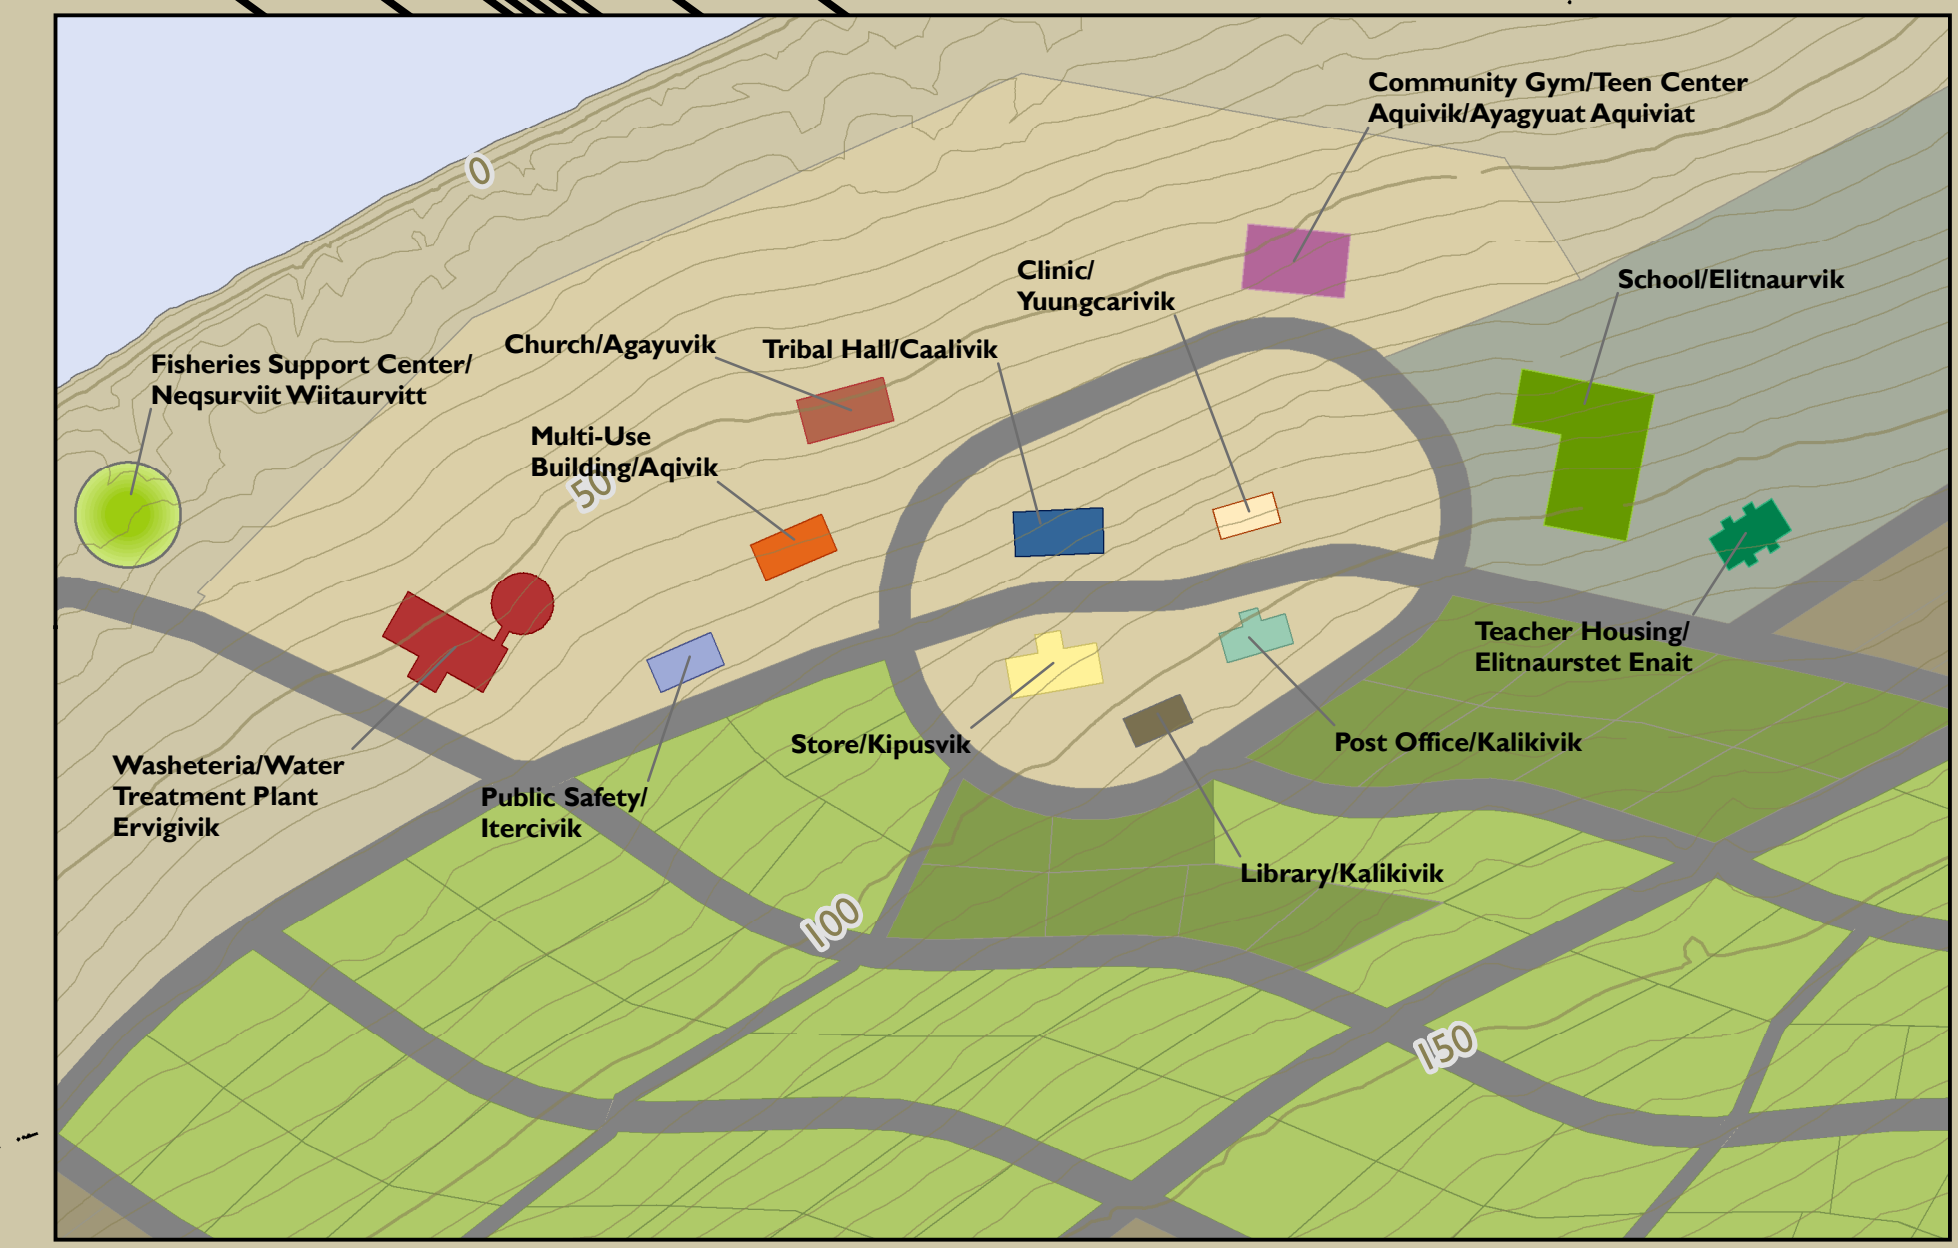 Community Gym/Teen Center
Aquivik/Ayagyuat Aquiviat
0
Clinic/
Yuungcarivik
School/Elitnaurvik
Church/Agayuvik
Tribal Hall/Caalivik
Fisheries Support Center/
Neqsurviit Wiitaurvitt
Multi-Use
Building/Aqivik
50
Teacher Housing/
Elitnaurstet Enait
Store/Kipusvik
Post Office/Kalikivik
Washeteria/Water
Treatment Plant
Ervigivik
Public Safety/
Itercivik
Library/Kalikivik
100
150